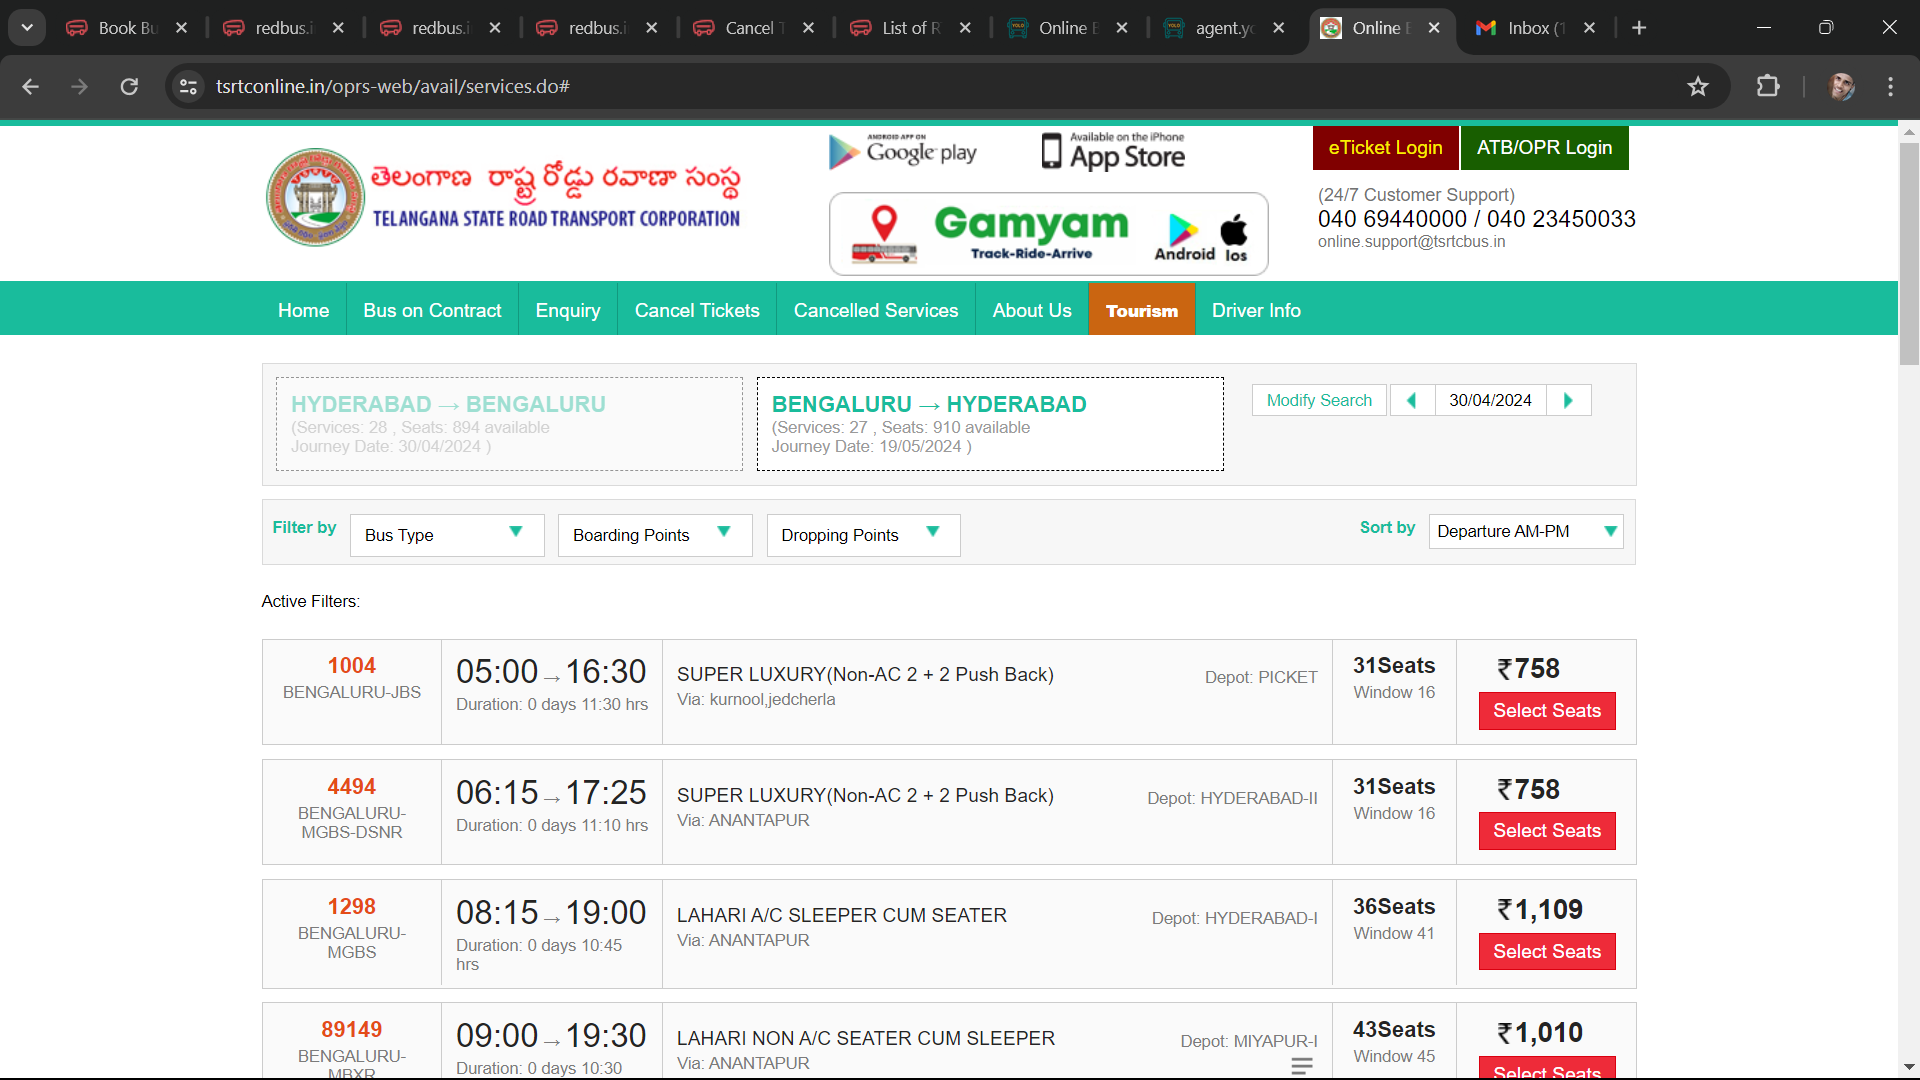 Book Bu
redbus.i
redbus.i
redbus.i
Cancel T
List of R
Online B
agent.yo
Online B
Inbox (1
tsrtconline.in/oprs-web/avail/services.do#
తెలంగాణ రాష్ట్ర రోడ్డు రవాణా సంస్థ
TELANGANA STATE ROAD TRANSPORT CORPORATION
ANDROID APP ON
Google play
Available on the iPhone
App Store
Gamyam
Track-Ride-Arrive
Android Ios
eTicket Login
ATB/OPR Login
(24/7 Customer Support)
040 69440000 / 040 23450033
online.support@tsrtcbus.in
Home
Bus on Contract
Enquiry
Cancel Tickets
Cancelled Services
About Us
Tourism
Driver Info
HYDERABAD → BENGALURU
(Services: 28 , Seats: 894 available
Journey Date: 30/04/2024 )
BENGALURU → HYDERABAD
(Services: 27 , Seats: 910 available
Journey Date: 19/05/2024 )
Modify Search
30/04/2024
Filter by
Bus Type
Boarding Points
Dropping Points
Sort by
Departure AM-PM
Active Filters:
1004
BENGALURU-JBS
05:00→16:30
Duration: 0 days 11:30 hrs
SUPER LUXURY(Non-AC 2 + 2 Push Back)
Via: kurnool,jedcherla
Depot: PICKET
31Seats
Window 16
₹758
Select Seats
4494
BENGALURU-
MGBS-DSNR
06:15→17:25
Duration: 0 days 11:10 hrs
SUPER LUXURY(Non-AC 2 + 2 Push Back)
Via: ANANTAPUR
Depot: HYDERABAD-II
31Seats
Window 16
₹758
Select Seats
1298
BENGALURU-
MGBS
08:15→19:00
Duration: 0 days 10:45
hrs
LAHARI A/C SLEEPER CUM SEATER
Via: ANANTAPUR
Depot: HYDERABAD-I
36Seats
Window 41
₹1,109
Select Seats
89149
BENGALURU-
MBXR
09:00→19:30
Duration: 0 days 10:30
LAHARI NON A/C SEATER CUM SLEEPER
Via: ANANTAPUR
Depot: MIYAPUR-I
43Seats
Window 45
₹1,010
Select Seats